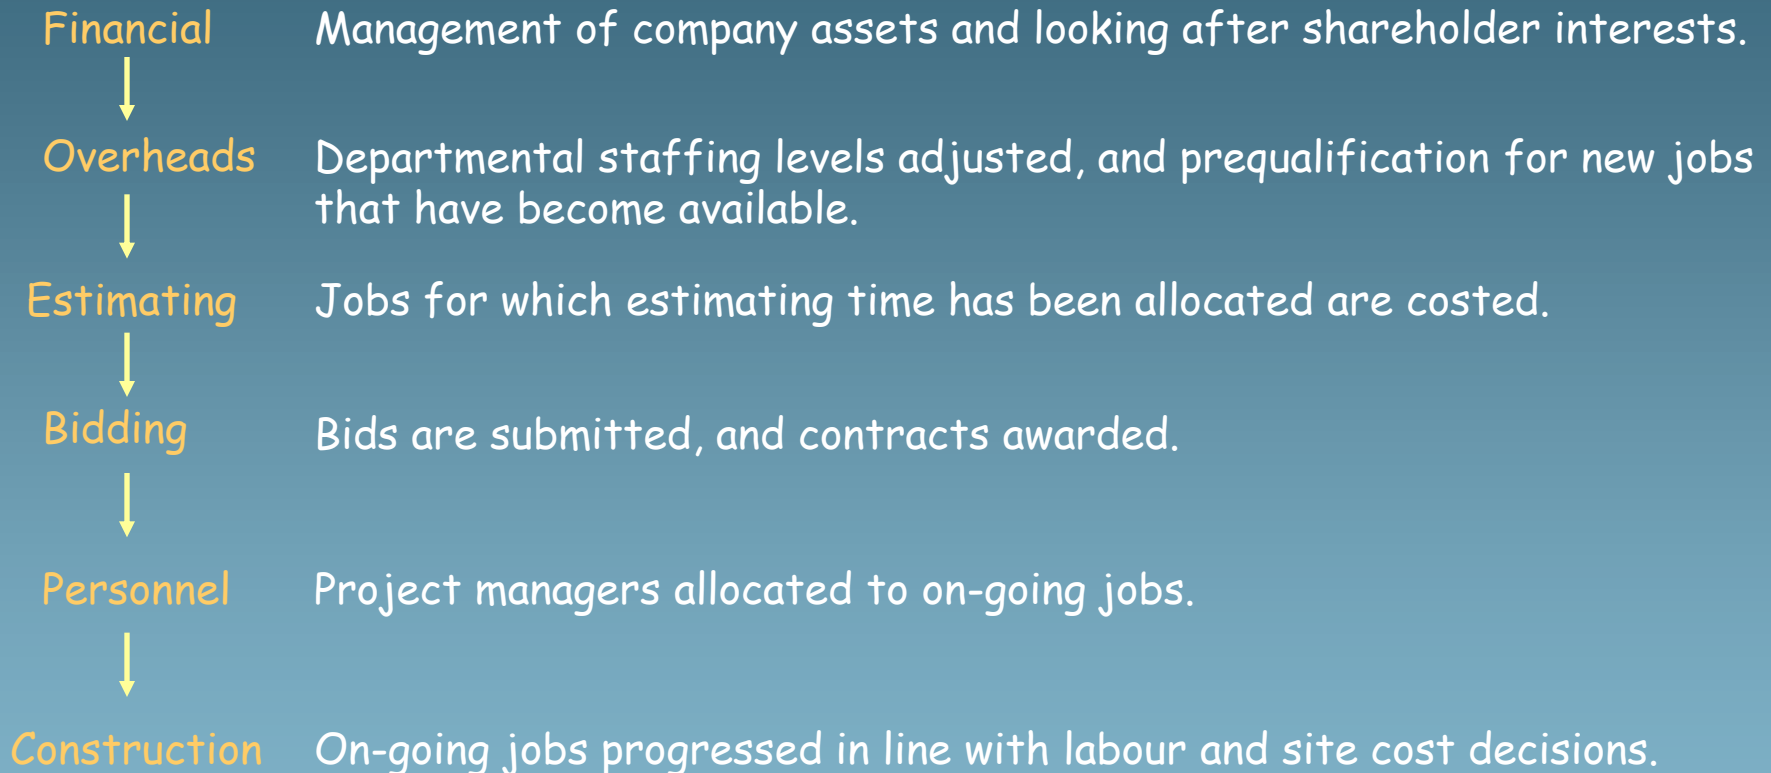 Financial Management of company assets and looking after shareholder interests.
Overheads Departmental staffing levels adjusted, and prequalification for new jobs
that have become available.
Estimating Jobs for which estimating time has been allocated are costed.
Bidding Bids are submitted, and contracts awarded.
Personnel Project managers allocated to on-going jobs.
Construction On-going jobs progressed in line with labour and site cost decisions.